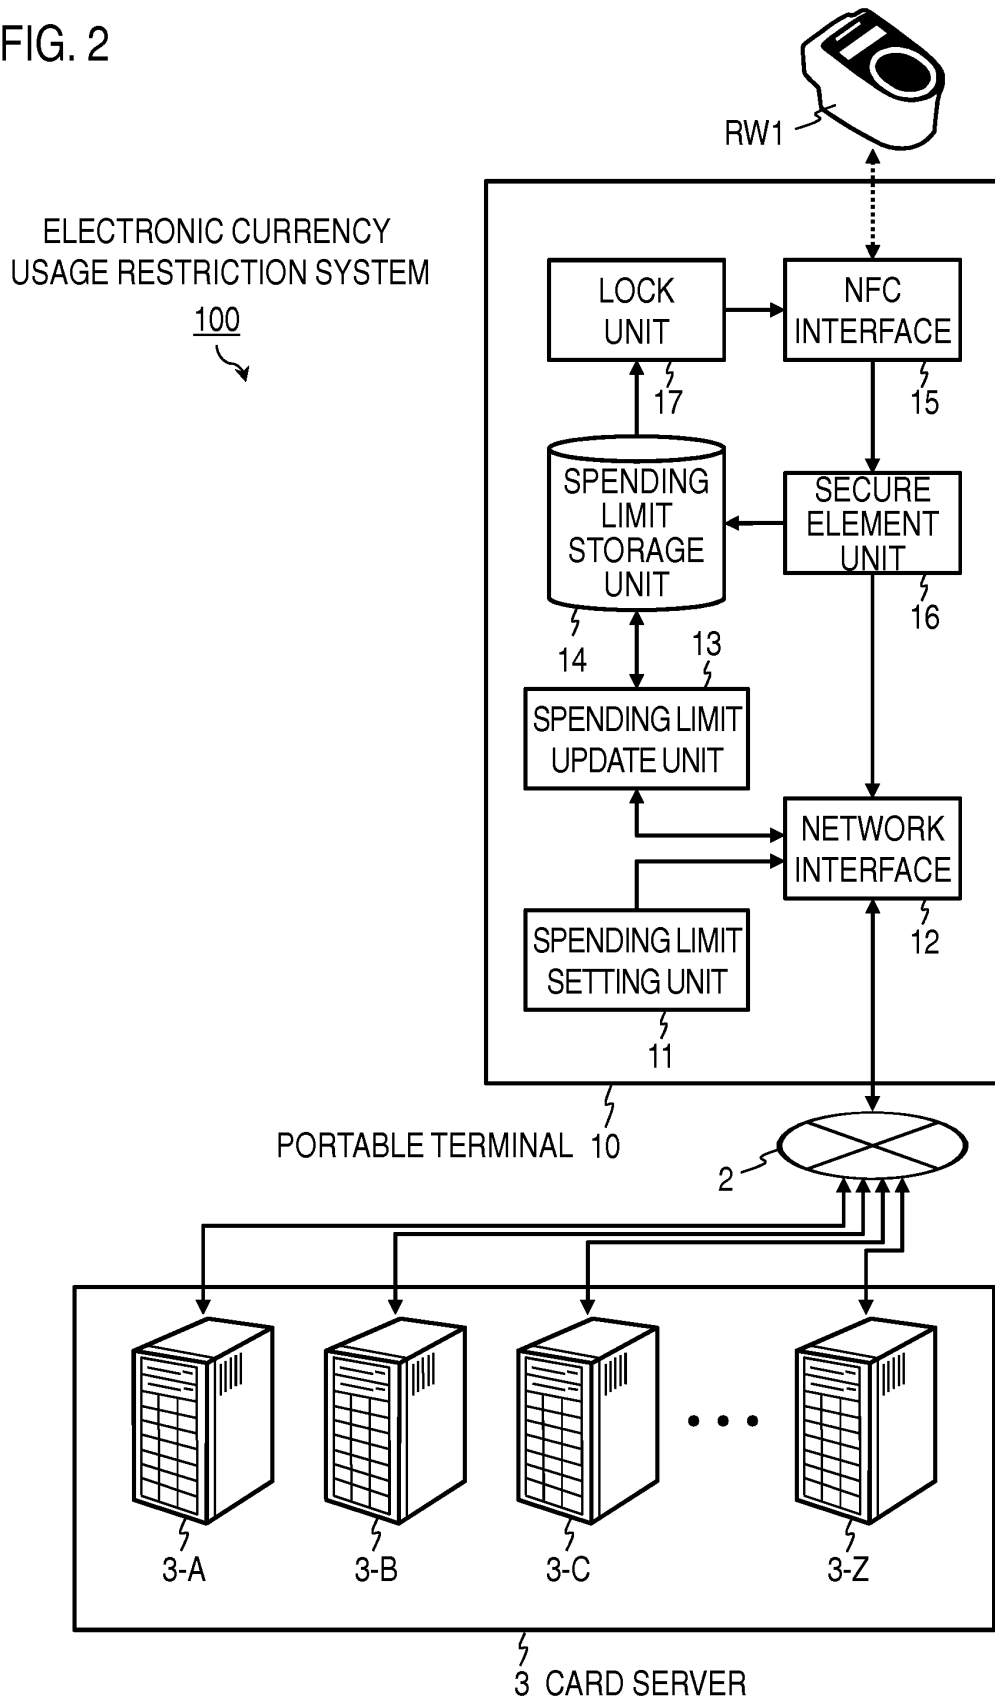 FIG. 2
RW1
ELECTRONIC CURRENCY
USAGE RESTRICTION SYSTEM
100
LOCK
UNIT
17
NFC
INTERFACE
15
SPENDING
LIMIT
STORAGE
UNIT
14
SECURE
ELEMENT
UNIT
16
13
SPENDING LIMIT
UPDATE UNIT
NETWORK
INTERFACE
12
SPENDING LIMIT
SETTING UNIT
11
PORTABLE TERMINAL 10
2
3-A
3-B
3-C
3-Z
3 CARD SERVER